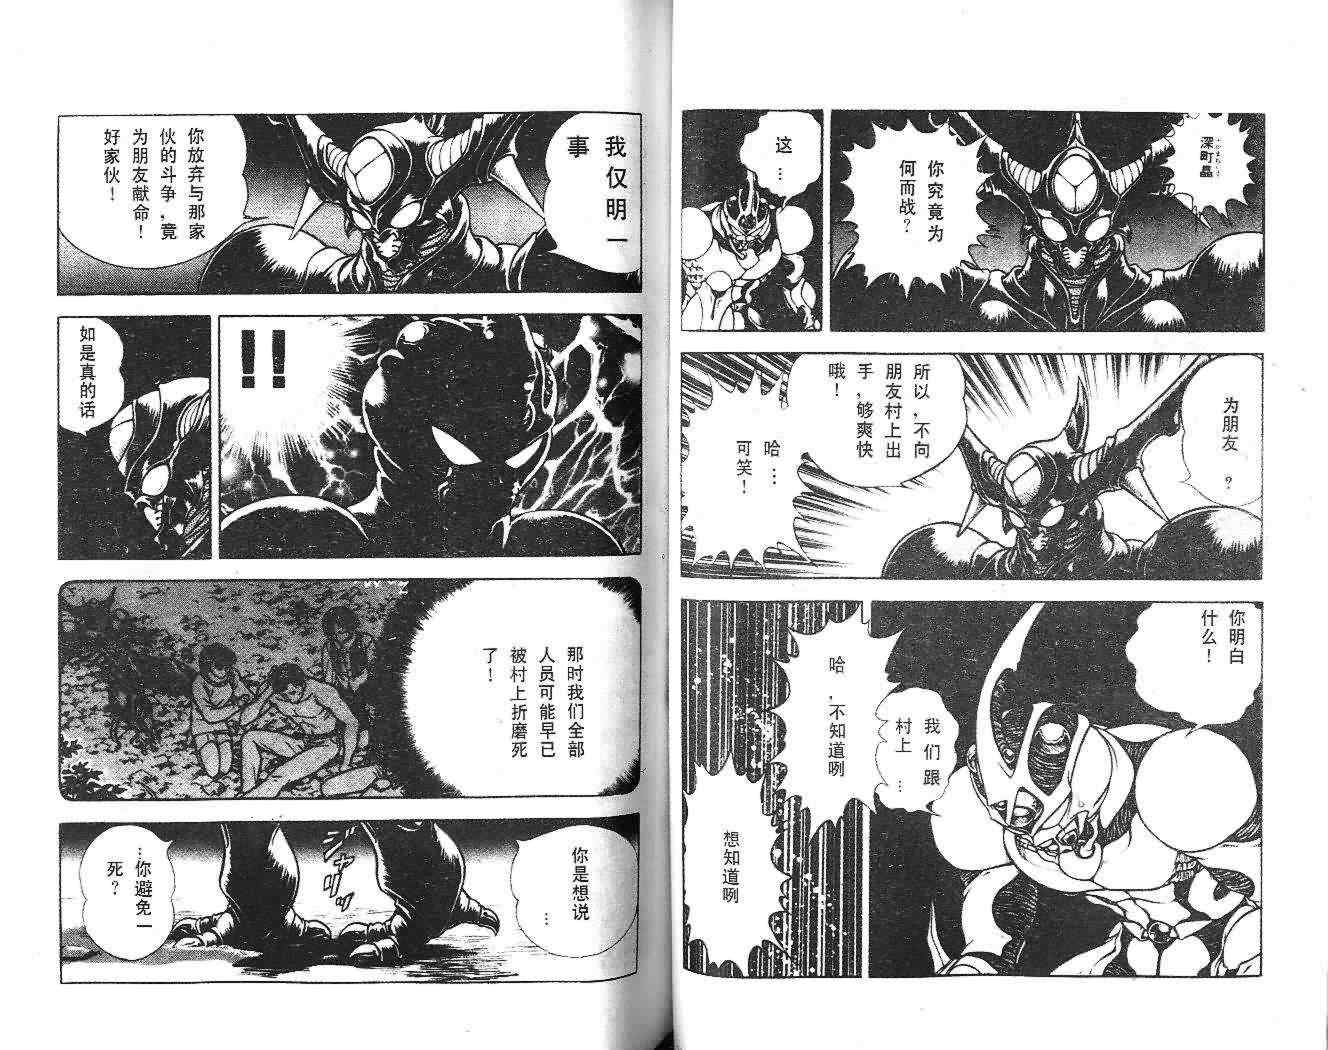 深町晶
你究竟为
何而战?
这
…
为朋友?
所以,不向
朋友村上出
手,够爽快
哦!
哈…
可笑!
你明白
什么!
我们跟
村上…
哈,不知道咧
想知道咧
我仅明一
事
你放弃与那家
伙的斗争,竟
为朋友献命!
好家伙!
!!
如是真的话
那时我们全部
人员可能早已
被村上折磨死
了!
你是想说
…
…你避免一
死?